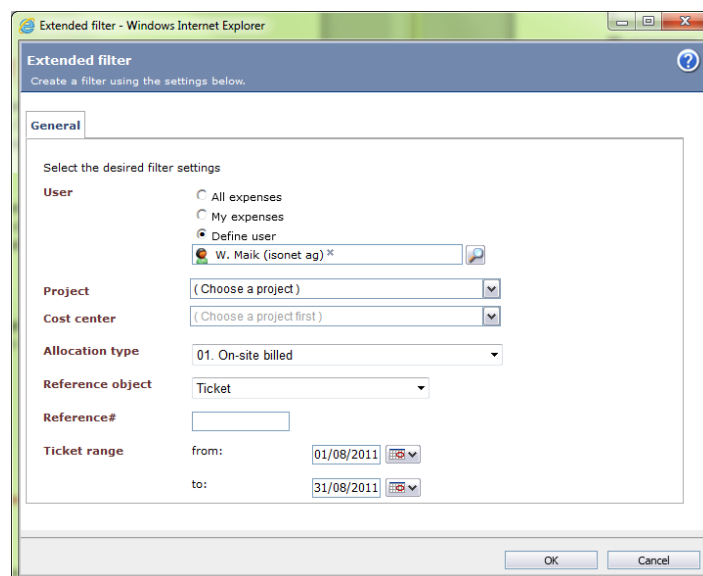 Extended filter - Windows Internet Explorer
Extended filter
Create a filter using the settings below.
General
Select the desired filter settings
User
All expenses
My expenses
Define user
W. Maik (isonet ag)
Project
( Choose a project )
Cost center
( Choose a project first )
Allocation type
01. On-site billed
Reference object
Ticket
Reference#
Ticket range
from:
01/08/2011
to:
31/08/2011
OK
Cancel